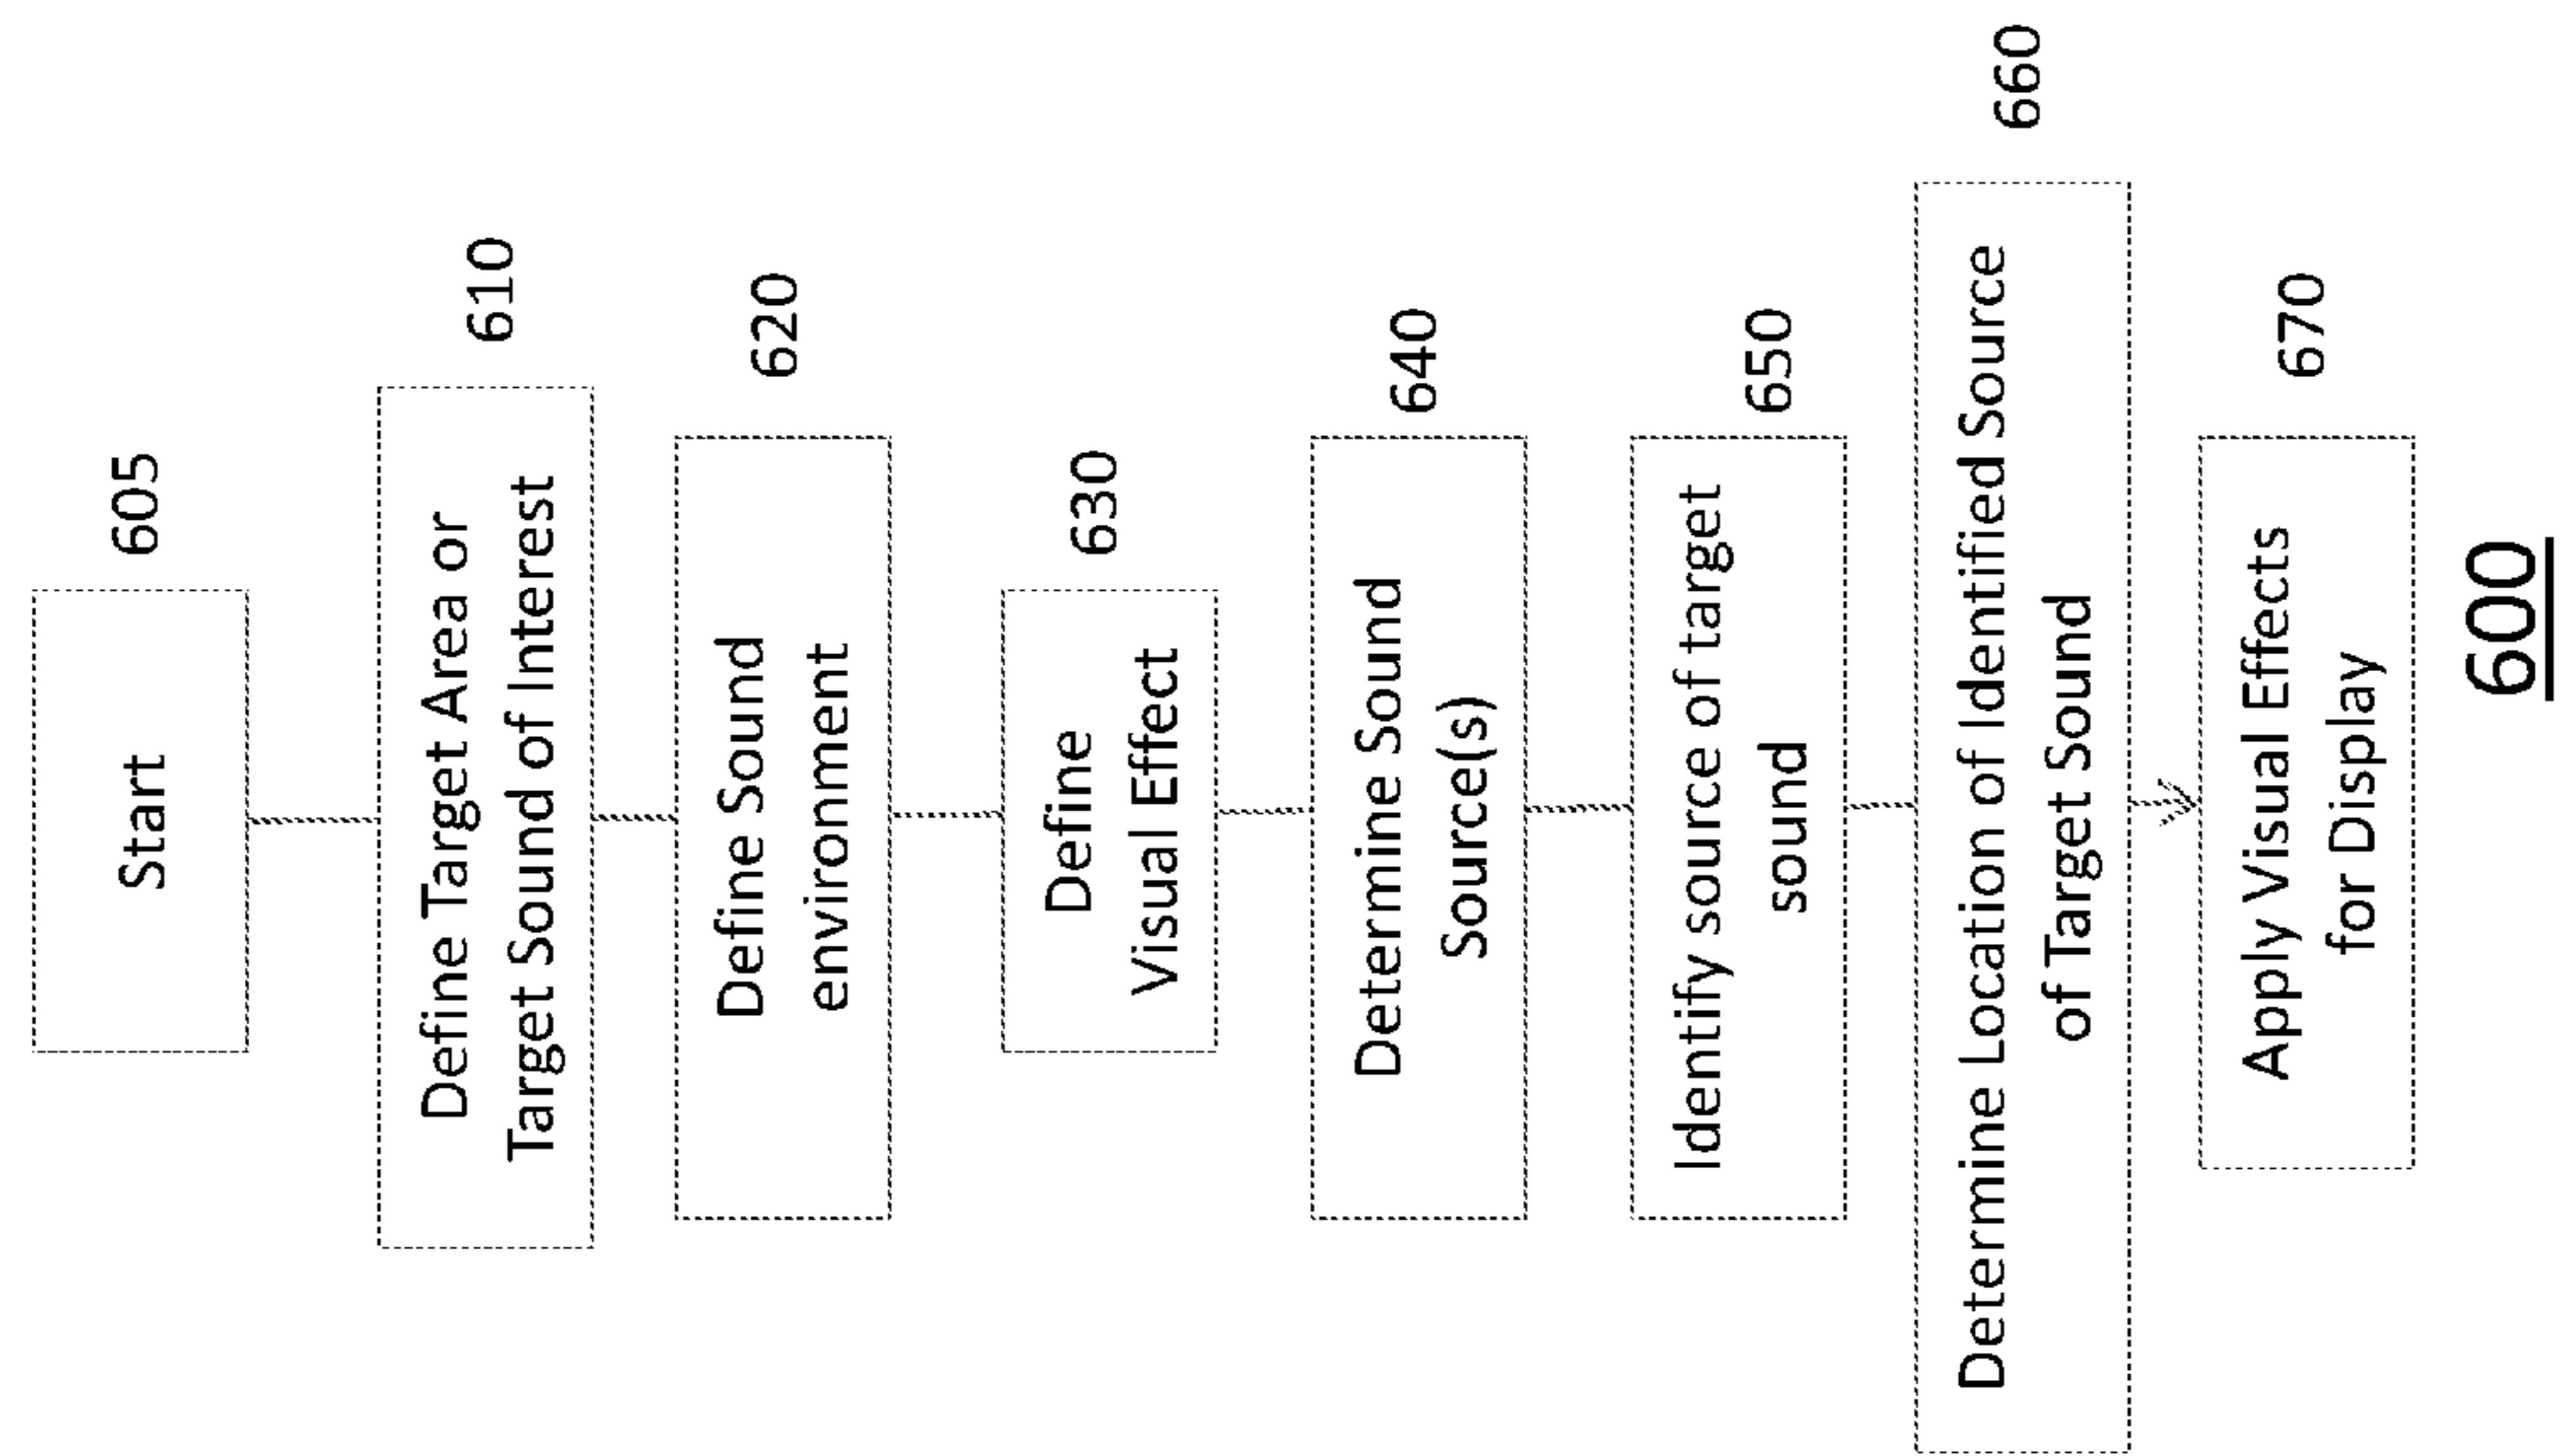 Start
605
Define Target Area or
Target Sound of Interest
610
Define Sound
environment
620
Define
Visual Effect
630
Determine Sound
Source(s)
640
Identify source of target
sound
650
Determine Location of Identified Source
of Target Sound
660
Apply Visual Effects
for Display
670
600